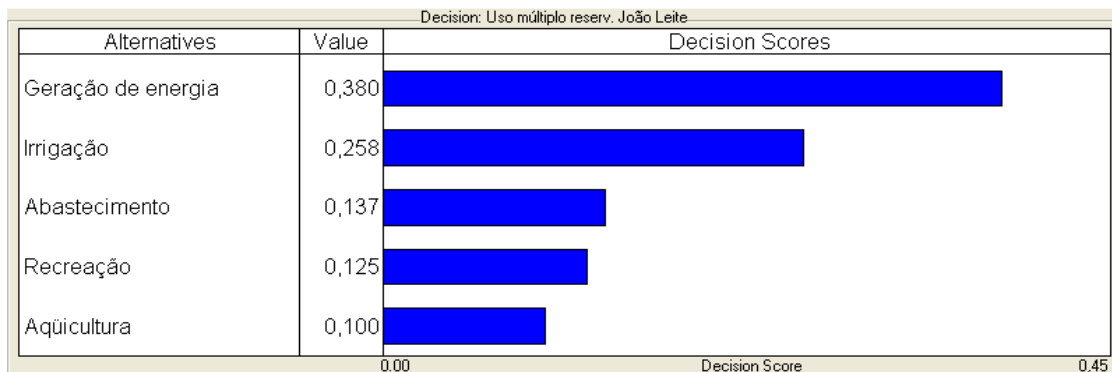 Decision: Uso múltiplo reserv. João Leite
Alternatives Value Decision Scores
Geração de energia 0,380
Irrigação 0,258
Abastecimento 0,137
Recreação 0,125
Aqüicultura 0,100
0.00 Decision Score 0.45